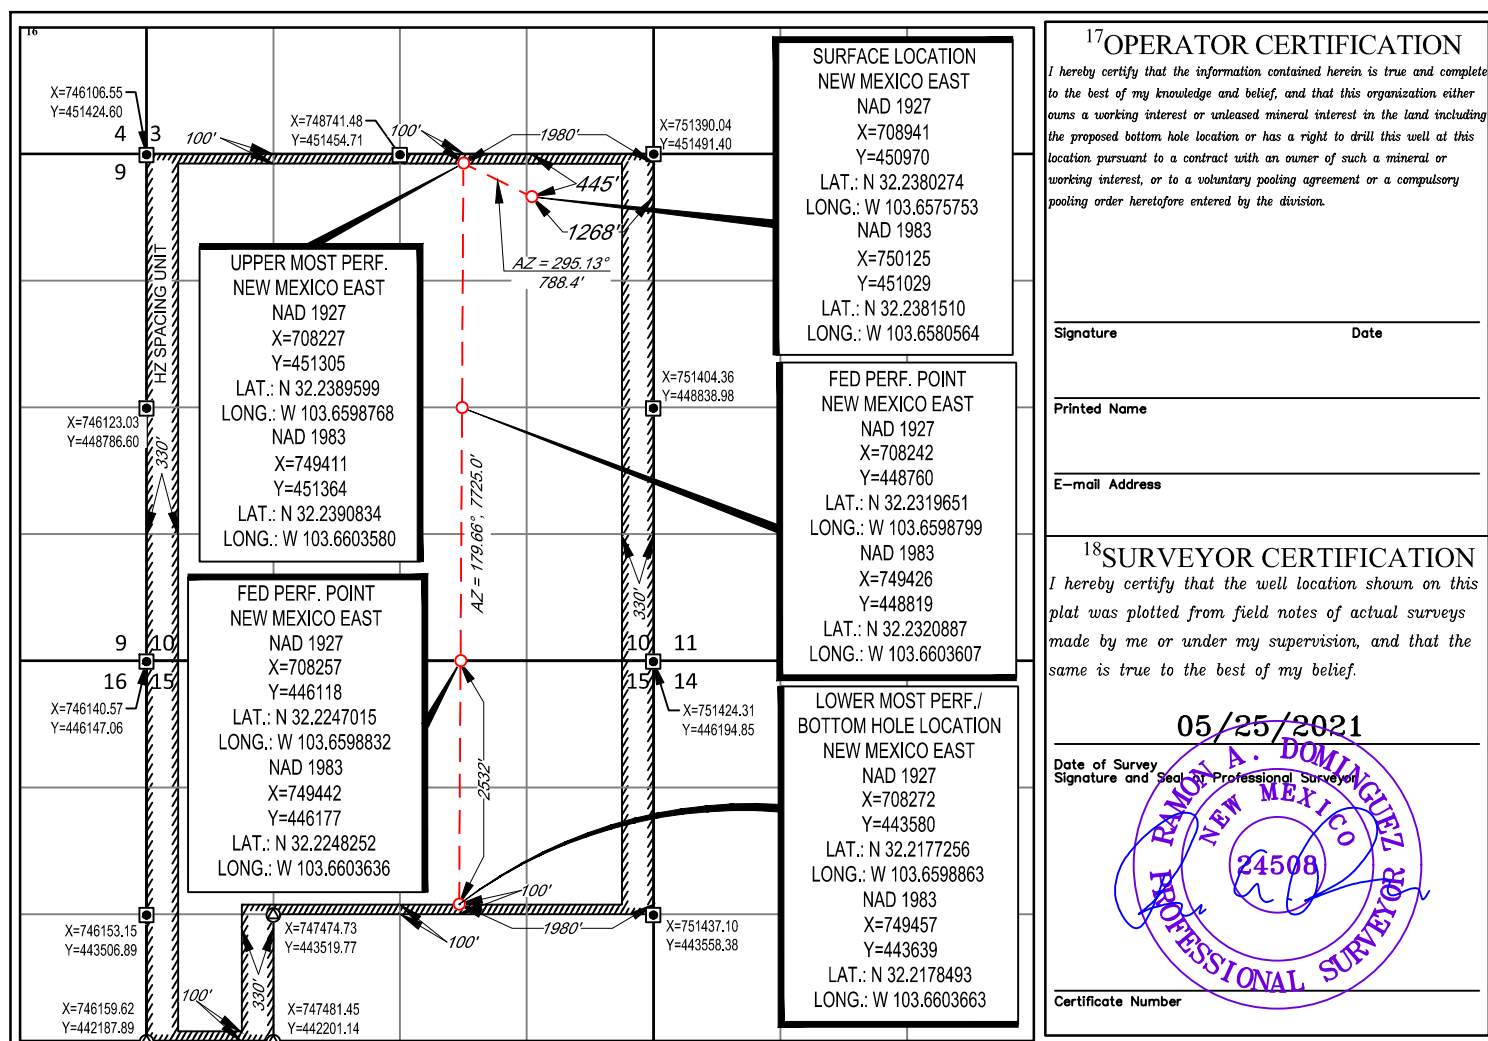 16
X=746106.55
Y=451424.60
4 3
9
100'
X=748741.48
Y=451454.71
100'
1980'
X=751390.04
Y=451491.40
445'
1268'
AZ = 295.13°
788.4'
HZ SPACING UNIT
SURFACE LOCATION
NEW MEXICO EAST
NAD 1927
X=708941
Y=450970
LAT.: N 32.2380274
LONG.: W 103.6575753
NAD 1983
X=750125
Y=451029
LAT.: N 32.2381510
LONG.: W 103.6580564
UPPER MOST PERF.
NEW MEXICO EAST
NAD 1927
X=708227
Y=451305
LAT.: N 32.2389599
LONG.: W 103.6598768
NAD 1983
X=749411
Y=451364
LAT.: N 32.2390834
LONG.: W 103.6603580
X=751404.36
Y=448838.98
X=746123.03
Y=448786.60
330'
AZ = 179.66°, 7725.0'
330'
FED PERF. POINT
NEW MEXICO EAST
NAD 1927
X=708242
Y=448760
LAT.: N 32.2319651
LONG.: W 103.6598799
NAD 1983
X=749426
Y=448819
LAT.: N 32.2320887
LONG.: W 103.6603607
FED PERF. POINT
NEW MEXICO EAST
NAD 1927
X=708257
Y=446118
LAT.: N 32.2247015
LONG.: W 103.6598832
NAD 1983
X=749442
Y=446177
LAT.: N 32.2248252
LONG.: W 103.6603636
9 10
16 15
10 11
15 14
X=746140.57
Y=446147.06
X=751424.31
Y=446194.85
2532'
LOWER MOST PERF./
BOTTOM HOLE LOCATION
NEW MEXICO EAST
NAD 1927
X=708272
Y=443580
LAT.: N 32.2177256
LONG.: W 103.6598863
NAD 1983
X=749457
Y=443639
LAT.: N 32.2178493
LONG.: W 103.6603663
100'
100'
1980'
X=746153.15
Y=443506.89
X=747474.73
Y=443519.77
X=751437.10
Y=443558.38
330'
100'
X=746159.62
Y=442187.89
X=747481.45
Y=442201.14
17 OPERATOR CERTIFICATION
I hereby certify that the information contained herein is true and complete
to the best of my knowledge and belief, and that this organization either
owns a working interest or unleased mineral interest in the land including
the proposed bottom hole location or has a right to drill this well at this
location pursuant to a contract with an owner of such a mineral or
working interest, or to a voluntary pooling agreement or a compulsory
pooling order heretofore entered by the division.
Signature Date
Printed Name
E-mail Address
18 SURVEYOR CERTIFICATION
I hereby certify that the well location shown on this
plat was plotted from field notes of actual surveys
made by me or under my supervision, and that the
same is true to the best of my belief.
05/25/2021
Date of Survey
Signature and Seal of Professional Surveyor
RAMON A. DOMINGUEZ
NEW MEXICO
24508
PROFESSIONAL SURVEYOR
Certificate Number